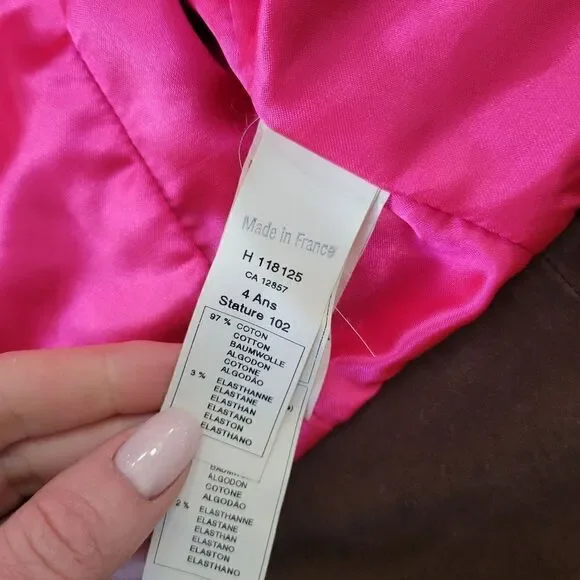 Made in France
H 118125
CA 12857
4 Ans
Stature 102
97 % COTON
COTTON
BAUMWOLLE
ALGODON
COTONE
ALGODÃO
3 % ELASTHANNE
ELASTANE
ELASTHAN
ELASTANO
ELASTON
ELASTHANO
ALGODON
COTONE
ALGODÃO
2 % ELASTHANNE
ELASTANE
ELASTHAN
ELASTANO
ELASTON
ELASTHANO